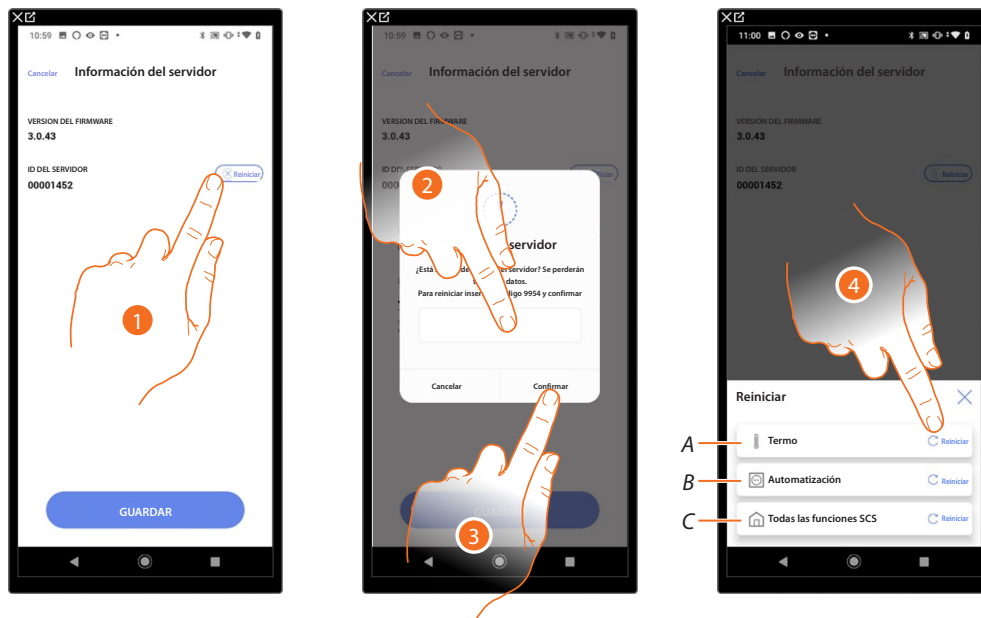 10:59
Cancelar Información del servidor
VERSION DEL FIRMWARE
3.0.43
ID DEL SERVIDOR
00001452
Reiniciar
1
GUARDAR
10:59
Cancelar Información del servidor
VERSION DEL FIRMWARE
3.0.43
2
servidor
¿Está de el servidor? Se perderán
datos.
Para reiniciar 9954 y confirmar
Cancelar Confirmar
3
11:00
Cancelar Información del servidor
VERSION DEL FIRMWARE
3.0.43
ID DEL SERVIDOR
00001452
Reiniciar
4
Reiniciar
A Termo Reiniciar
B Automatización Reiniciar
C Todas las funciones SCS Reiniciar